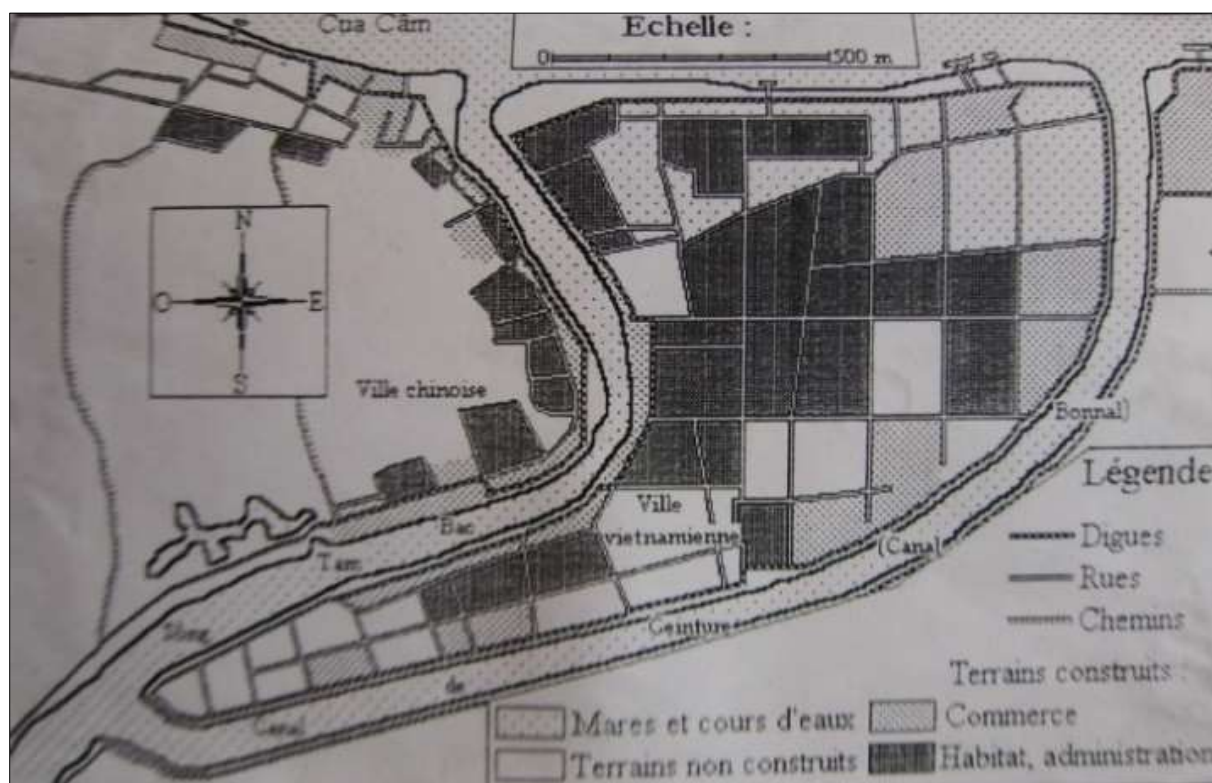 Cua Câm
Echelle :
0 500 m
N
O E
S
Ville chinoise
Bonnal)
Légende
Ville
vietnamienne
Bac
Tam
(Canal
Digues
Rues
Ceinture
Chemins
de
Canal
Terrains construits :
Mares et cours d'eaux
Commerce
Terrains non construits
Habitat, administration